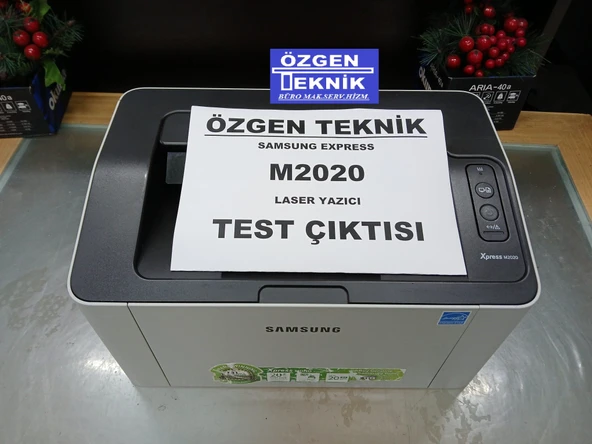 ÖZGEN
TEKNİK
BÜRO MAK.SERV.HİZM.
ARIA-40a
ÖZGEN TEKNİK
SAMSUNG EXPRESS
M2020
LASER YAZICI
TEST ÇIKTISI
Xpress M2020
SAMSUNG